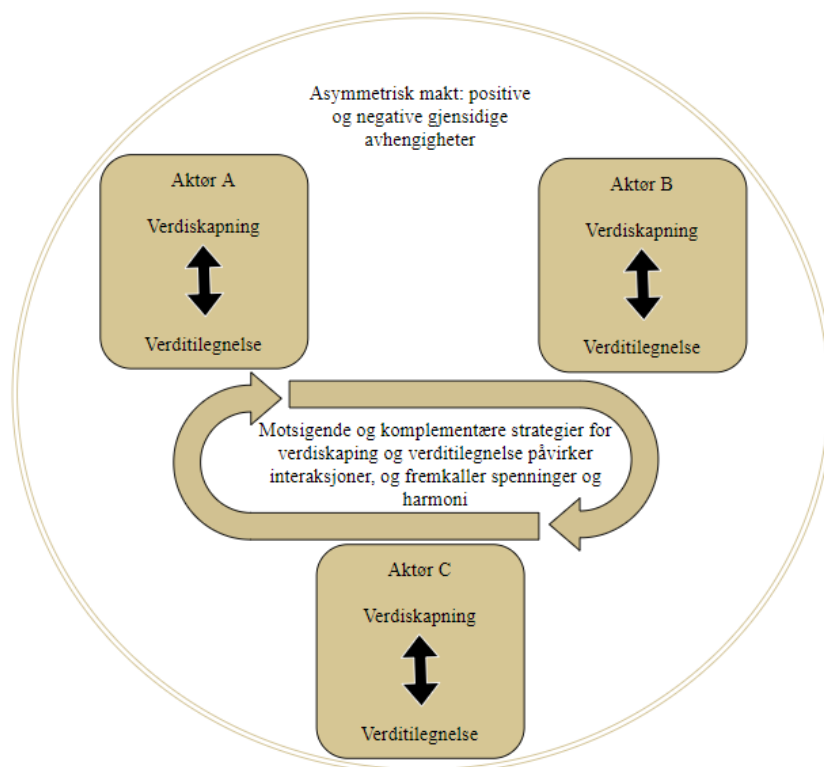 Asymmetrisk makt: positive
og negative gjensidige
avhengigheter
Aktør A
Verdiskapning
Verditilegnelse
Aktør B
Verdiskapning
Verditilegnelse
Motsigende og komplementære strategier for
verdiskaping og verditilegnelse påvirker
interaksjoner, og fremkaller spenninger og
harmoni
Aktør C
Verdiskapning
Verditilegnelse